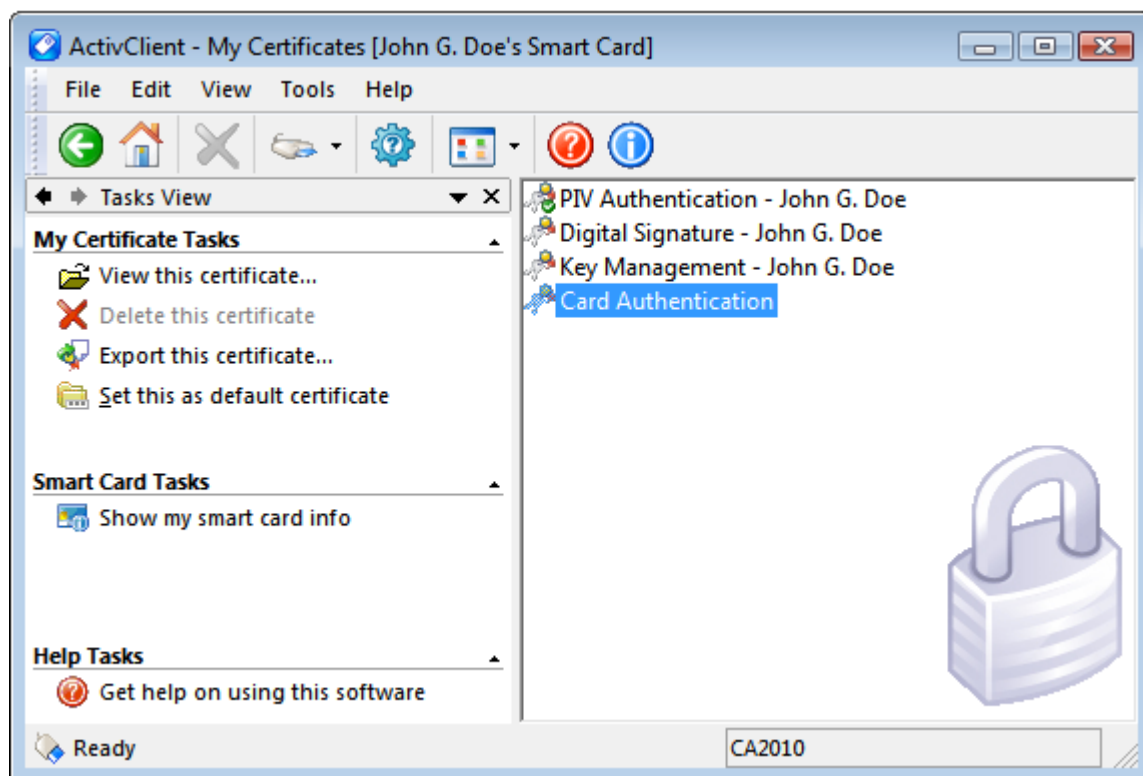 ActivClient - My Certificates [John G. Doe's Smart Card]
File Edit View Tools Help
Tasks View
My Certificate Tasks
View this certificate...
Delete this certificate
Export this certificate...
Set this as default certificate
Smart Card Tasks
Show my smart card info
Help Tasks
Get help on using this software
PIV Authentication - John G. Doe
Digital Signature - John G. Doe
Key Management - John G. Doe
Card Authentication
Ready
CA2010